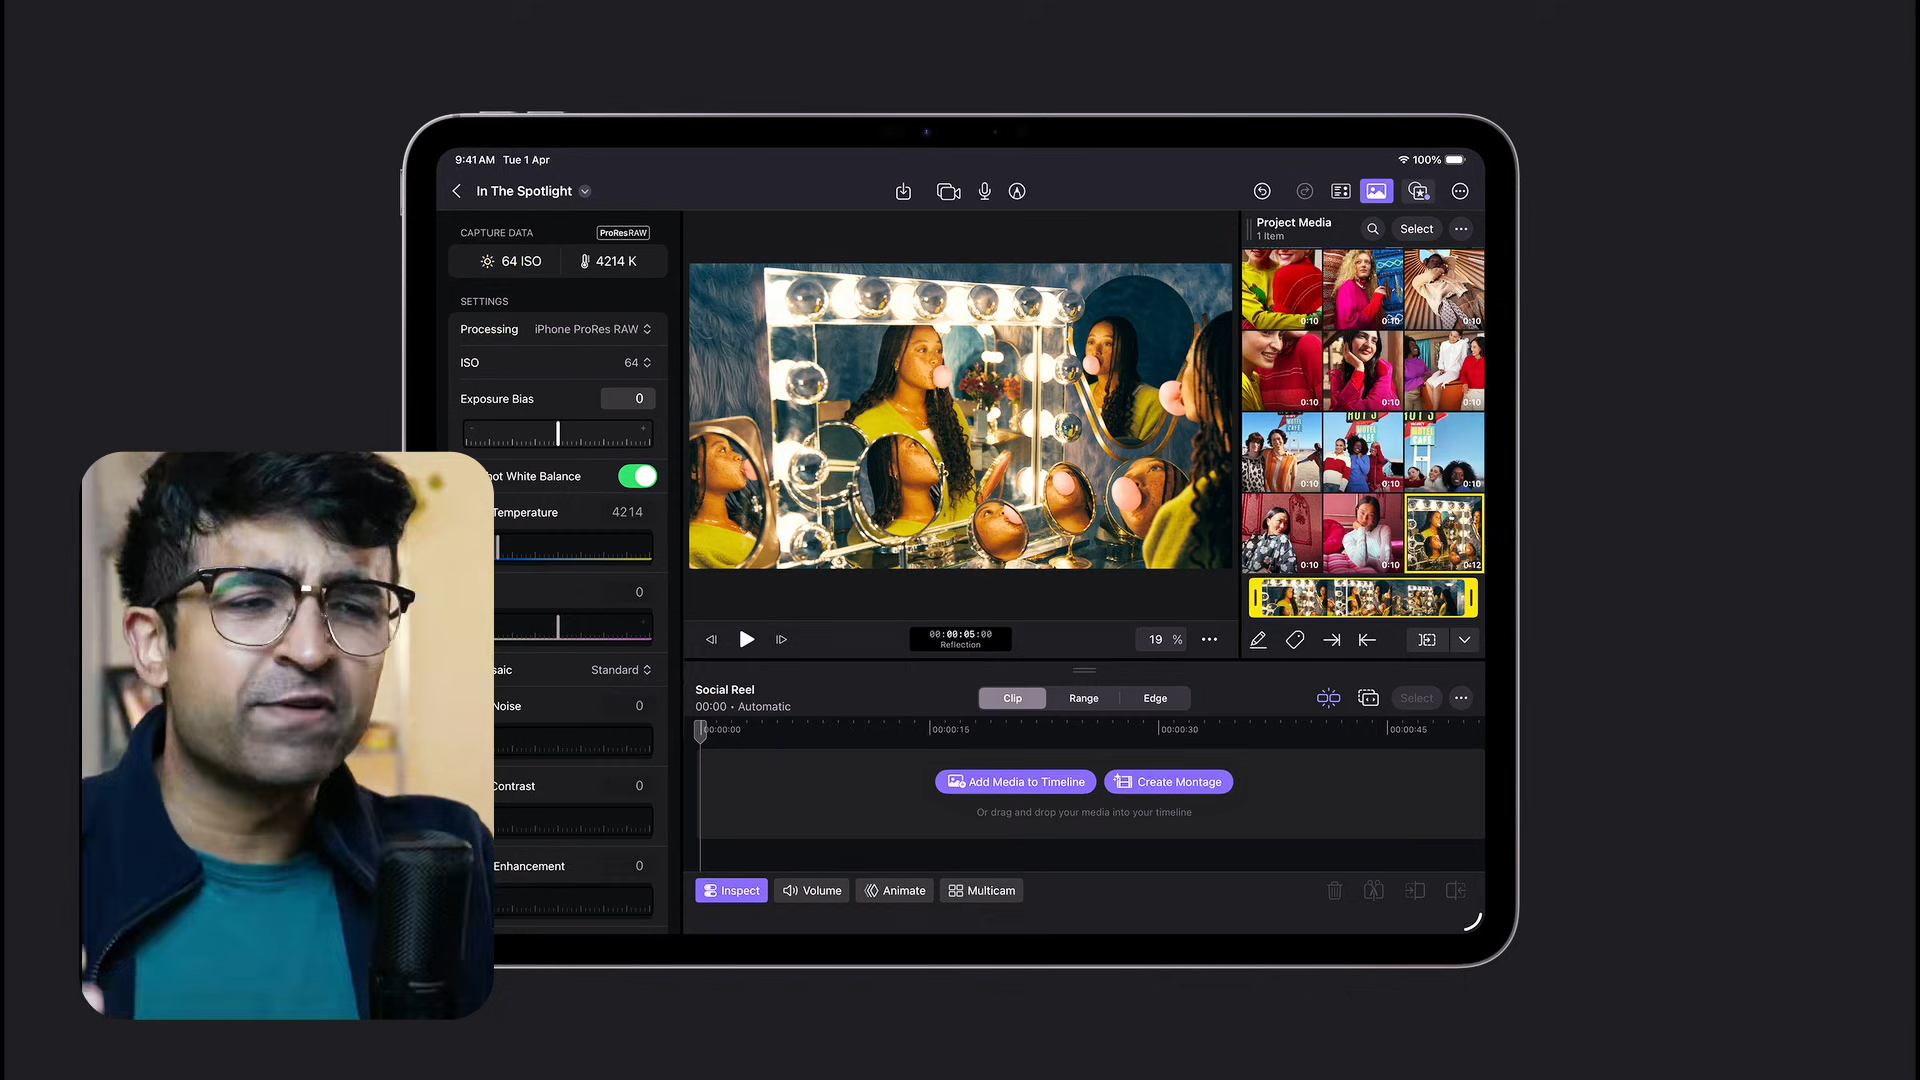 9:41 AM Tue 1 Apr
100%
In The Spotlight
CAPTURE DATA ProRes RAW
64 ISO 4214 K
SETTINGS
Processing iPhone ProRes RAW
ISO 64
Exposure Bias 0
White Balance
Temperature 4214
0
Standard
Noise 0
Contrast 0
Enhancement 0
00:00:05:00
Reflection
19 %
Project Media
1 Item
Select
0:10 0:10 0:10
0:10 0:10 0:10
MOTEL
CAFE
MOTEL
CAFE
MOTEL
CAFE
0:10 0:10 0:10
0:10 0:10 0:12
Social Reel
00:00 • Automatic
Clip Range Edge
Select
00:00:00 00:00:15 00:00:30 00:00:45
Add Media to Timeline Create Montage
Or drag and drop your media into your timeline
Inspect Volume Animate Multicam